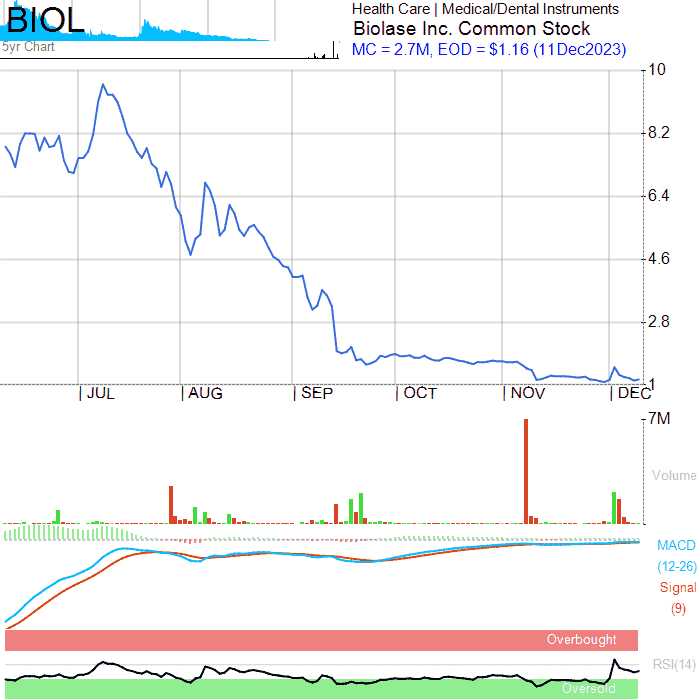 BIOL
5yr Chart
Health Care | Medical/Dental Instruments
Biolase Inc. Common Stock
MC = 2.7M, EOD = $1.16 (11Dec2023)
10
8.2
6.4
4.6
2.8
1
JUL AUG SEP OCT NOV DEC
7M
Volume
MACD
(12-26)
Signal
(9)
Overbought
RSI(14)
Oversold